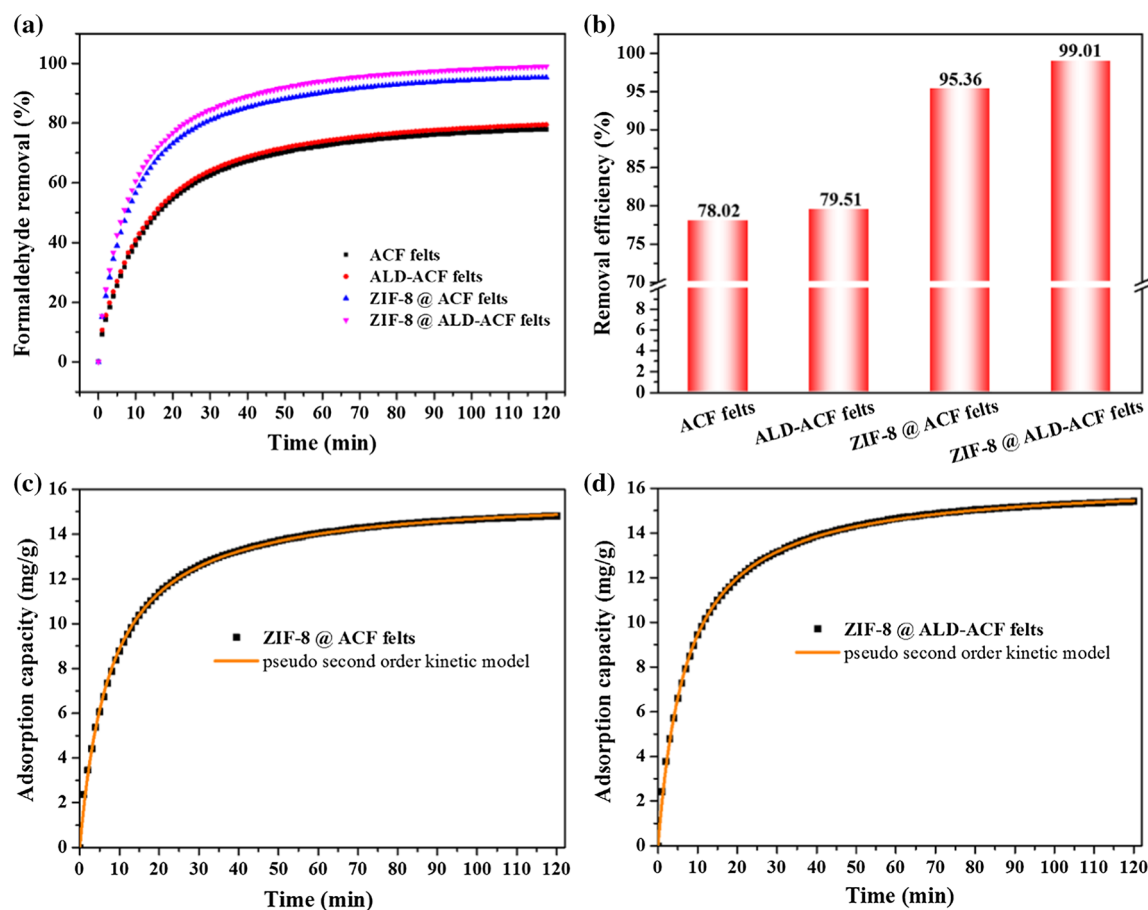 (a)
Formaldehyde removal (%)
100
80
60
40
20
0
ACF felts
ALD-ACF felts
ZIF-8 @ ACF felts
ZIF-8 @ ALD-ACF felts
0 10 20 30 40 50 60 70 80 90 100 110 120
Time (min)
(b)
Removal efficiency (%)
100
95
90
85
80
75
70
8
6
4
2
0
78.02
79.51
95.36
99.01
ACF felts
ALD-ACF felts
ZIF-8 @ ACF felts
ZIF-8 @ ALD-ACF felts
(c)
Adsorption capacity (mg/g)
16
14
12
10
8
6
4
2
0
ZIF-8 @ ACF felts
pseudo second order kinetic model
0 10 20 30 40 50 60 70 80 90 100 110 120
Time (min)
(d)
Adsorption capacity (mg/g)
16
14
12
10
8
6
4
2
0
ZIF-8 @ ALD-ACF felts
pseudo second order kinetic model
0 10 20 30 40 50 60 70 80 90 100 110 120
Time (min)